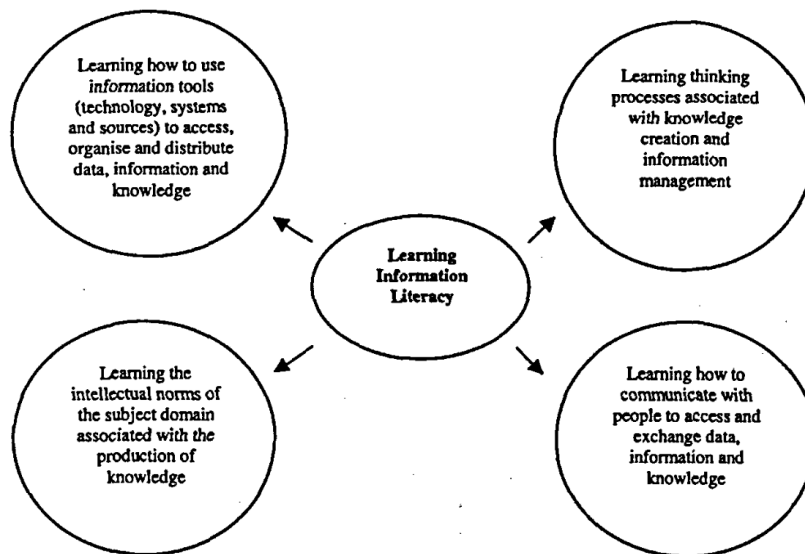 Learning how to use
information tools
(technology, systems
and sources) to access,
organise and distribute
data, information and
knowledge
Learning thinking
processes associated
with knowledge
creation and
information
management
Learning
Information
Literacy
Learning the
intellectual norms of
the subject domain
associated with the
production of
knowledge
Learning how to
communicate with
people to access and
exchange data,
information and
knowledge